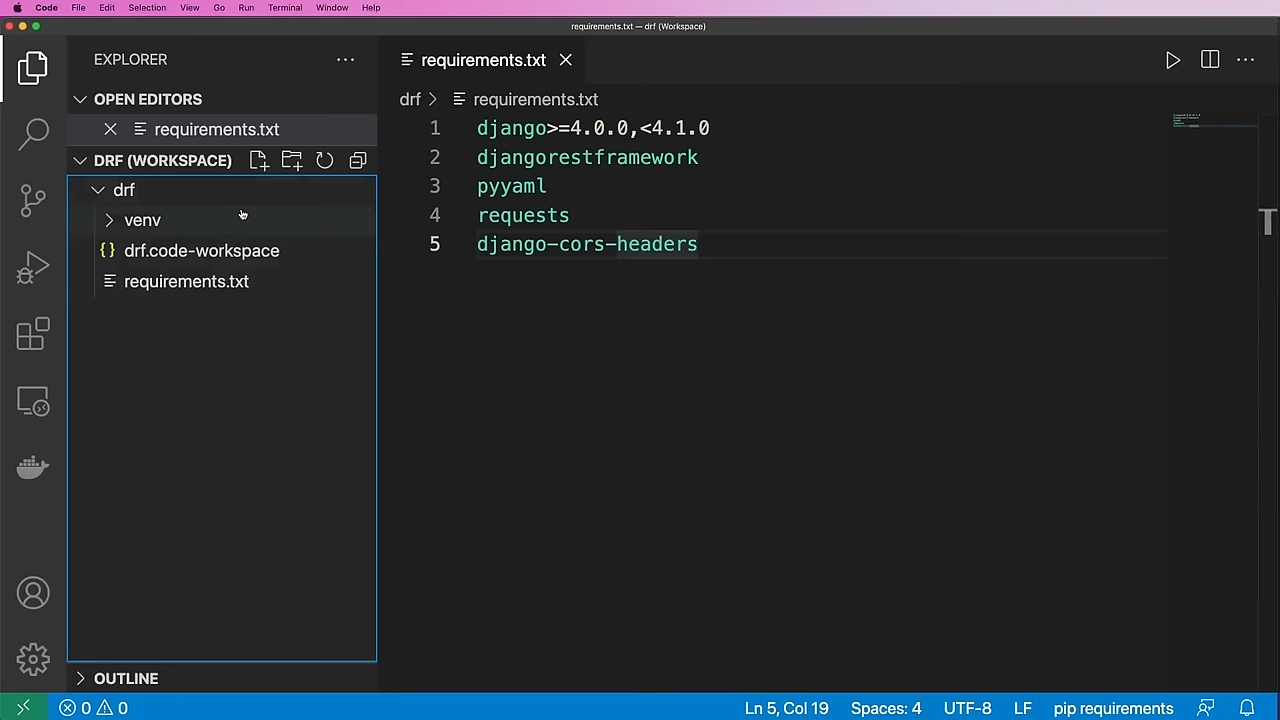 Code File Edit Selection View Go Run Terminal Window Help
requirements.txt — drf (Workspace)
EXPLORER
requirements.txt
OPEN EDITORS
requirements.txt
DRF (WORKSPACE)
drf
venv
drf.code-workspace
requirements.txt
OUTLINE
drf > requirements.txt
1 django>=4.0.0,<4.1.0
2 djangorestframework
3 pyyaml
4 requests
5 django-cors-headers
0 0
Ln 5, Col 19 Spaces: 4 UTF-8 LF pip requirements